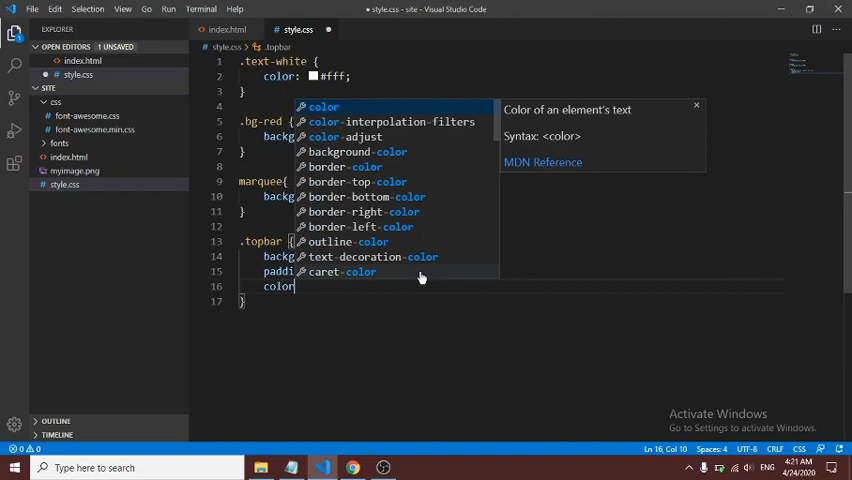 File Edit Selection View Go Run Terminal Help
● style.css - site - Visual Studio Code
EXPLORER
index.html
style.css
OPEN EDITORS 1 UNSAVED
style.css > .topbar
index.html
style.css
SITE
css
font-awesome.css
font-awesome.min.css
fonts
index.html
myimage.png
style.css
OUTLINE
TIMELINE
1 .text-white {
2 color: #fff;
3 }
4
5 .bg-red {
6 backg
7 }
8
9 marquee{
10 backg
11 }
12
13 .topbar {
14 backg
15 paddi
16 color
17 }
color
color-interpolation-filters
color-adjust
background-color
border-color
border-top-color
border-bottom-color
border-right-color
border-left-color
outline-color
text-decoration-color
caret-color
Color of an element's text
Syntax: <color>
MDN Reference
Activate Windows
Go to Settings to activate Windows.
0 0
Ln 16, Col 10 Spaces: 4 UTF-8 CRLF CSS
Type here to search
ENG
4:21 AM
4/24/2020